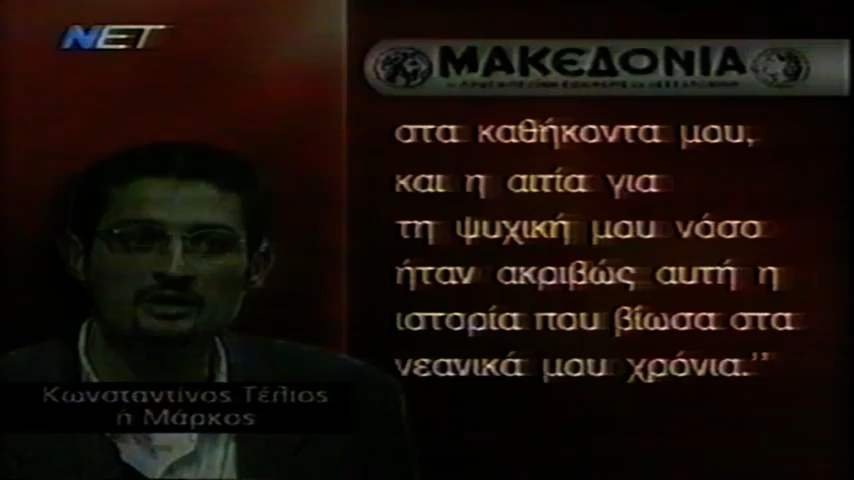 NET
ΜΑΚΕΔΟΝΙΑ
στα καθήκοντα μου,
και η αιτία για
τη ψυχική μου νόσο
ήταν ακριβώς αυτή η
ιστορία που βίωσα στα
νεανικά μου χρόνια."
Κωνσταντίνος Τέλιος
ή Μάρκος